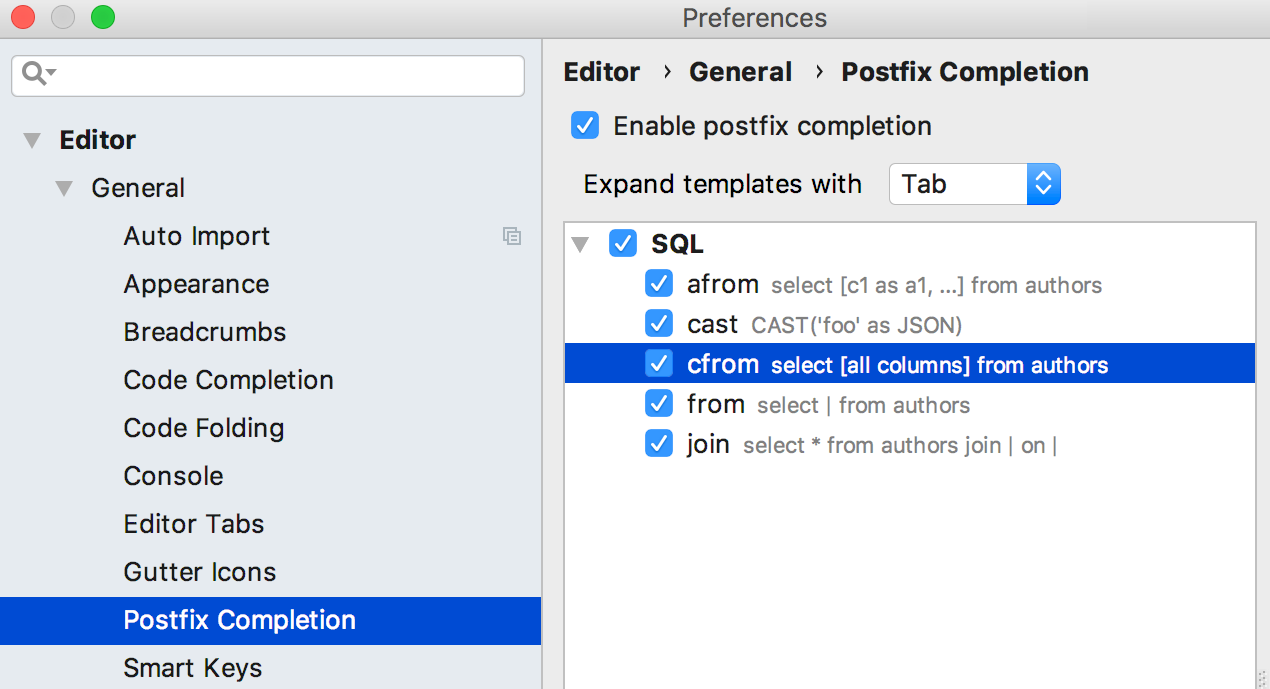 Preferences
Editor
General
Auto Import
Appearance
Breadcrumbs
Code Completion
Code Folding
Console
Editor Tabs
Gutter Icons
Postfix Completion
Smart Keys
Editor › General › Postfix Completion
Enable postfix completion
Expand templates with Tab
SQL
afrom select [c1 as a1, ...] from authors
cast CAST('foo' as JSON)
cfrom select [all columns] from authors
from select | from authors
join select * from authors join | on |